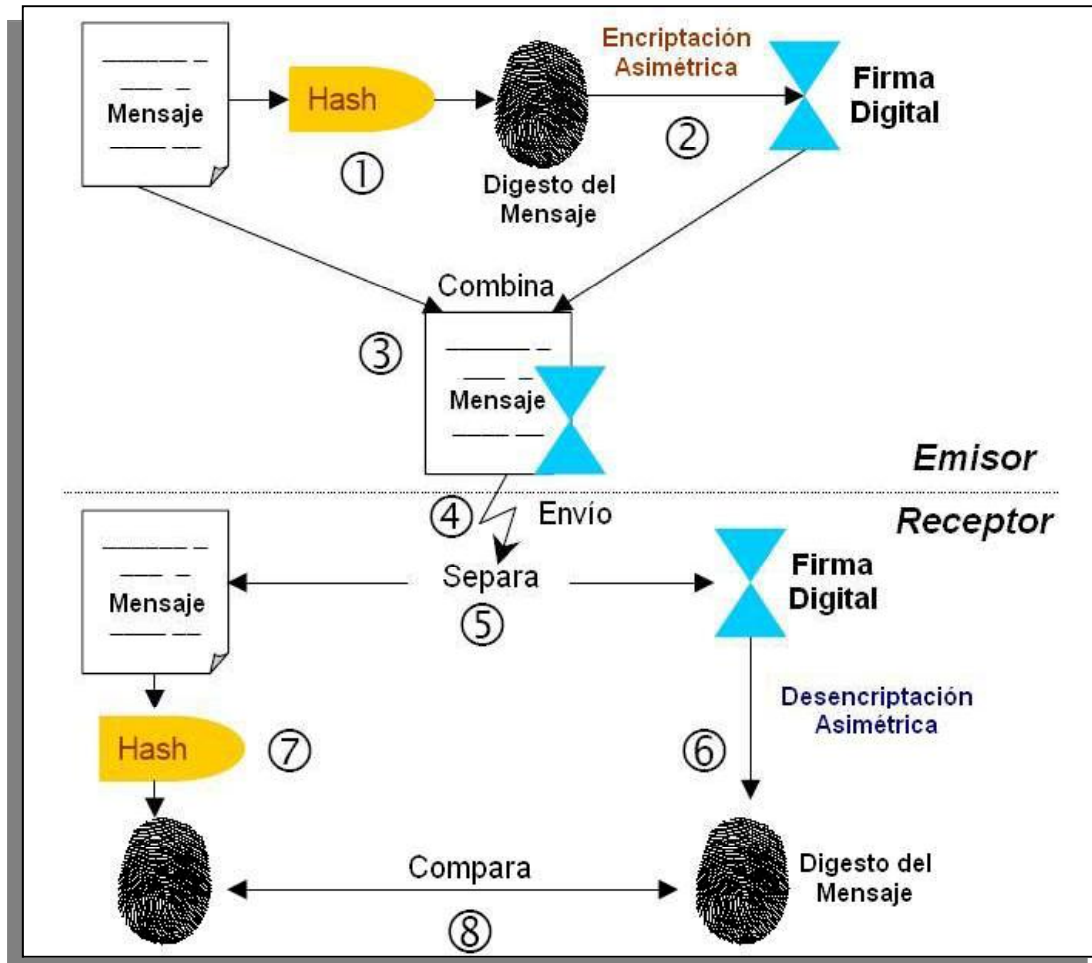 Mensaje
Hash
①
Digesto del
Mensaje
Encriptación
Asimétrica
②
Firma
Digital
Combina
③
Mensaje
Emisor
④
Envío
Receptor
Mensaje
Separa
⑤
Firma
Digital
Desencriptación
Asimétrica
Hash
⑦
⑥
Compara
⑧
Digesto del
Mensaje